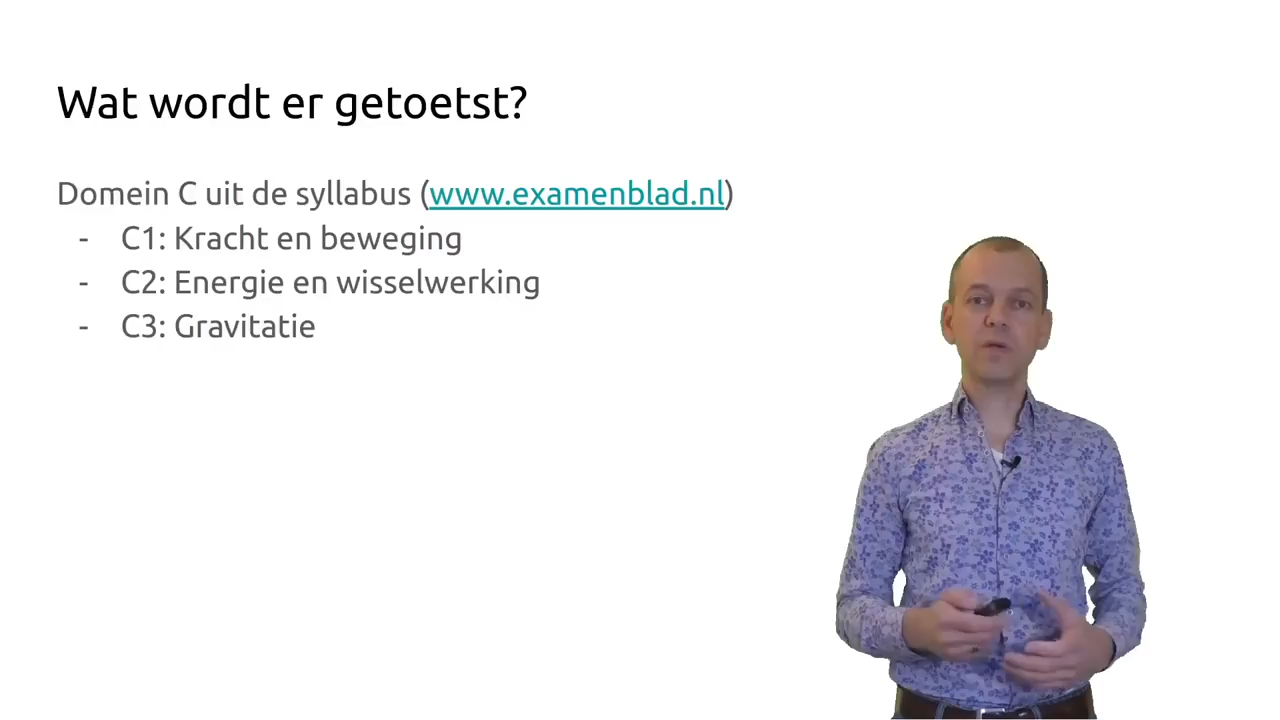 Wat wordt er getoetst?
Domein C uit de syllabus (www.examenblad.nl)
- C1: Kracht en beweging
- C2: Energie en wisselwerking
- C3: Gravitatie